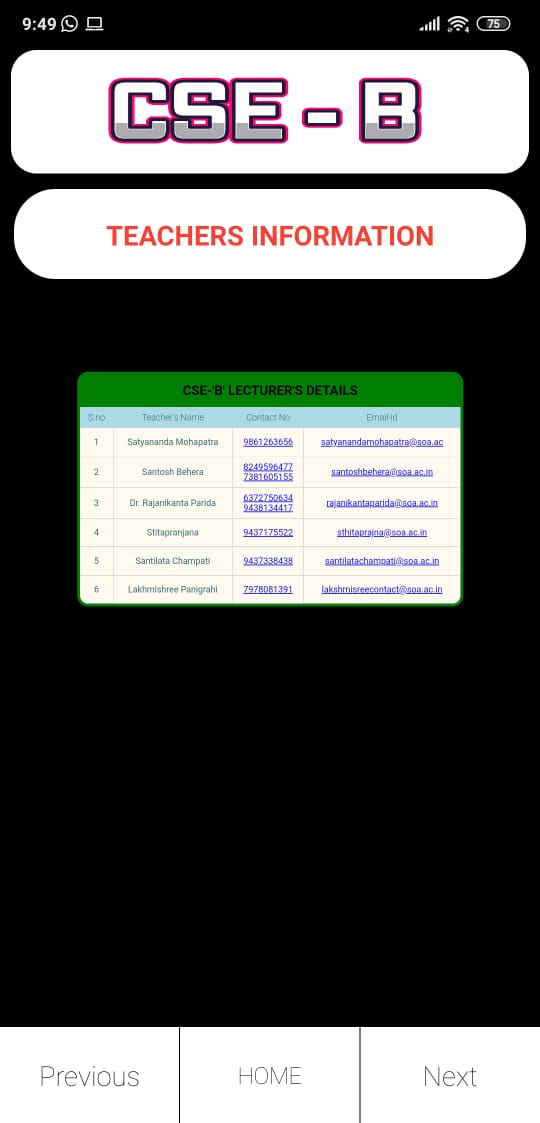 9:49
4
75
CSE - B
TEACHERS INFORMATION
CSE-'B' LECTURER'S DETAILS
S.no Teacher's Name Contact No Email-Id
1 Satyananda Mohapatra 9861263656 satyanandamohapatra@soa.ac
2 Santosh Behera 8249596477 santoshbehera@soa.ac.in
7381605155
3 Dr. Rajanikanta Parida 6372750634 rajanikantaparida@soa.ac.in
9438134417
4 Stitapranjana 9437175522 sthitaprajna@soa.ac.in
5 Santilata Champati 9437338438 santilatachampati@soa.ac.in
6 Lakhmishree Panigrahi 7978081391 lakshmisreecontact@soa.ac.in
Previous HOME Next